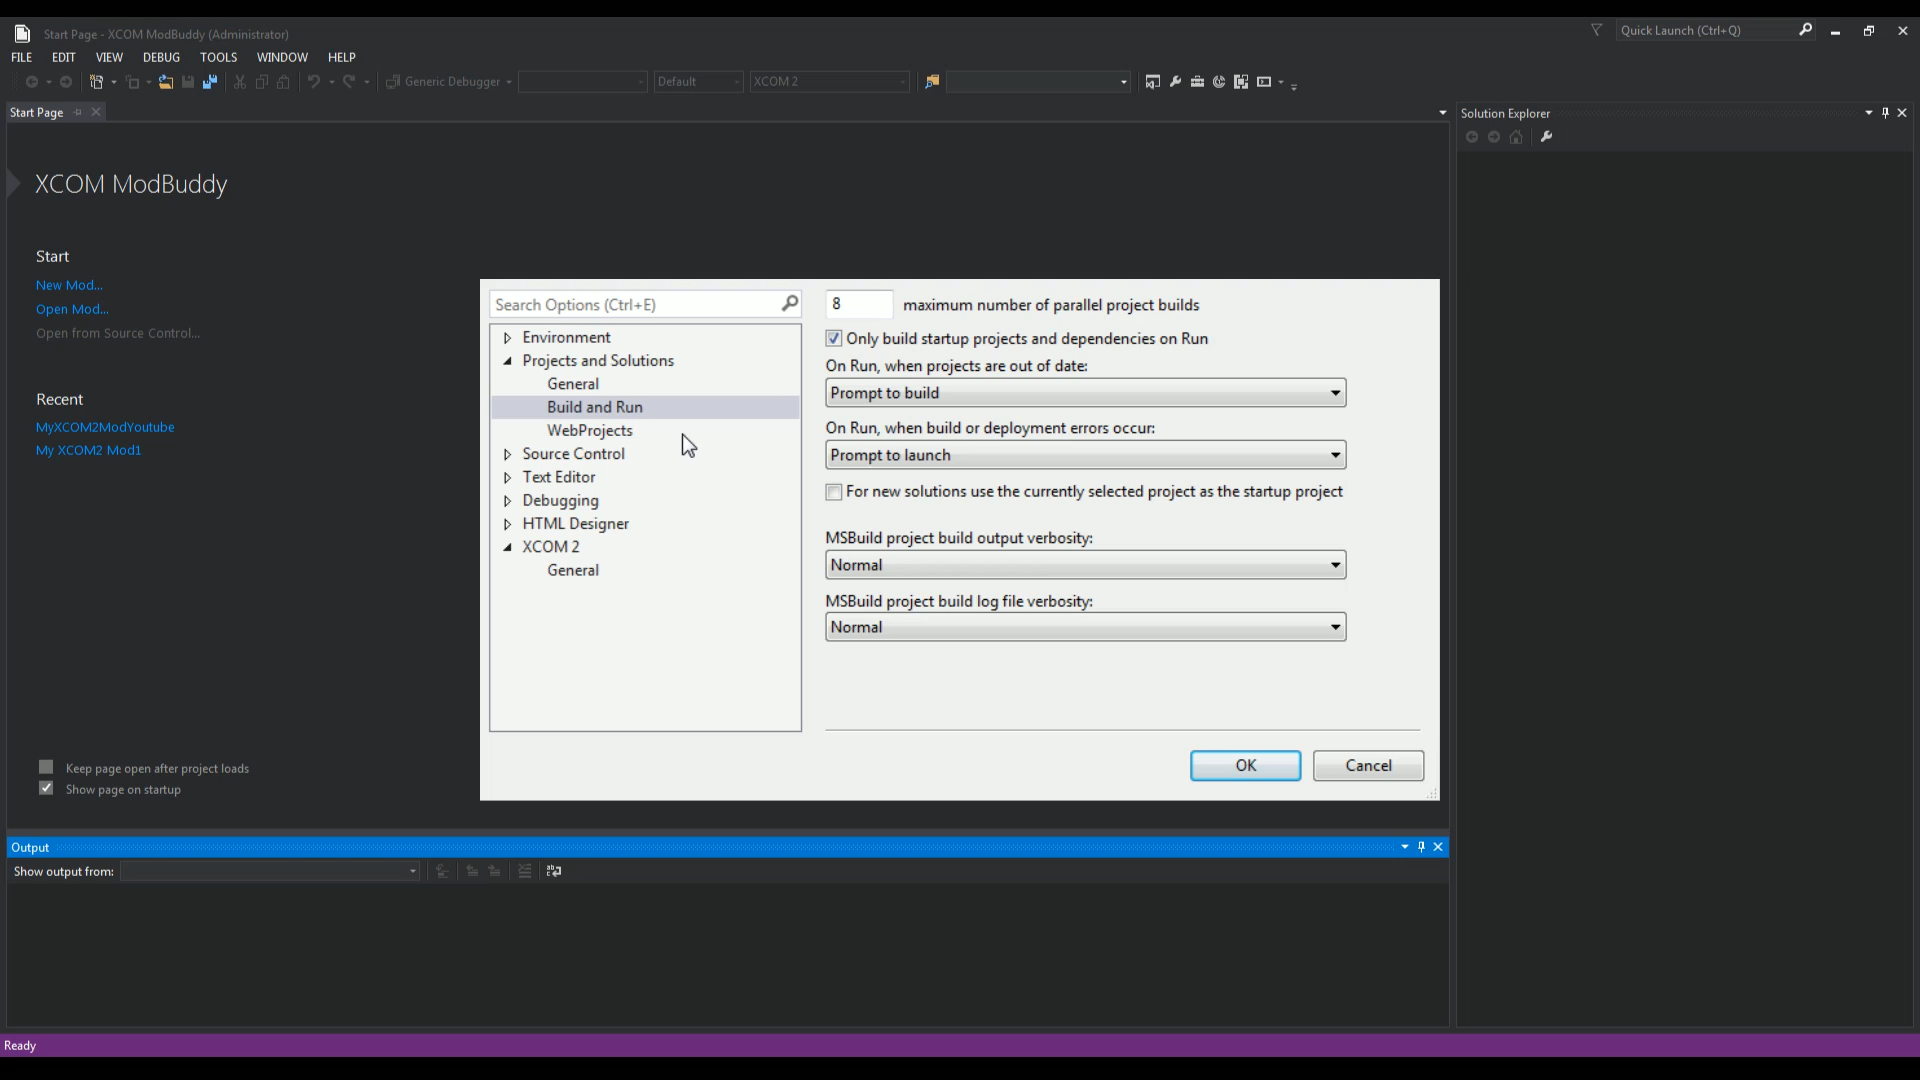 Start Page - XCOM ModBuddy (Administrator)
Quick Launch (Ctrl+Q)
FILE EDIT VIEW DEBUG TOOLS WINDOW HELP
Generic Debugger Default XCOM 2
Start Page
Solution Explorer
XCOM ModBuddy
Start
New Mod...
Open Mod...
Open from Source Control...
Recent
MyXCOM2ModYoutube
My XCOM2 Mod1
Keep page open after project loads
Show page on startup
Search Options (Ctrl+E)
Environment
Projects and Solutions
General
Build and Run
WebProjects
Source Control
Text Editor
Debugging
HTML Designer
XCOM 2
General
8 maximum number of parallel project builds
Only build startup projects and dependencies on Run
On Run, when projects are out of date:
Prompt to build
On Run, when build or deployment errors occur:
Prompt to launch
For new solutions use the currently selected project as the startup project
MSBuild project build output verbosity:
Normal
MSBuild project build log file verbosity:
Normal
OK Cancel
Output
Show output from:
Ready